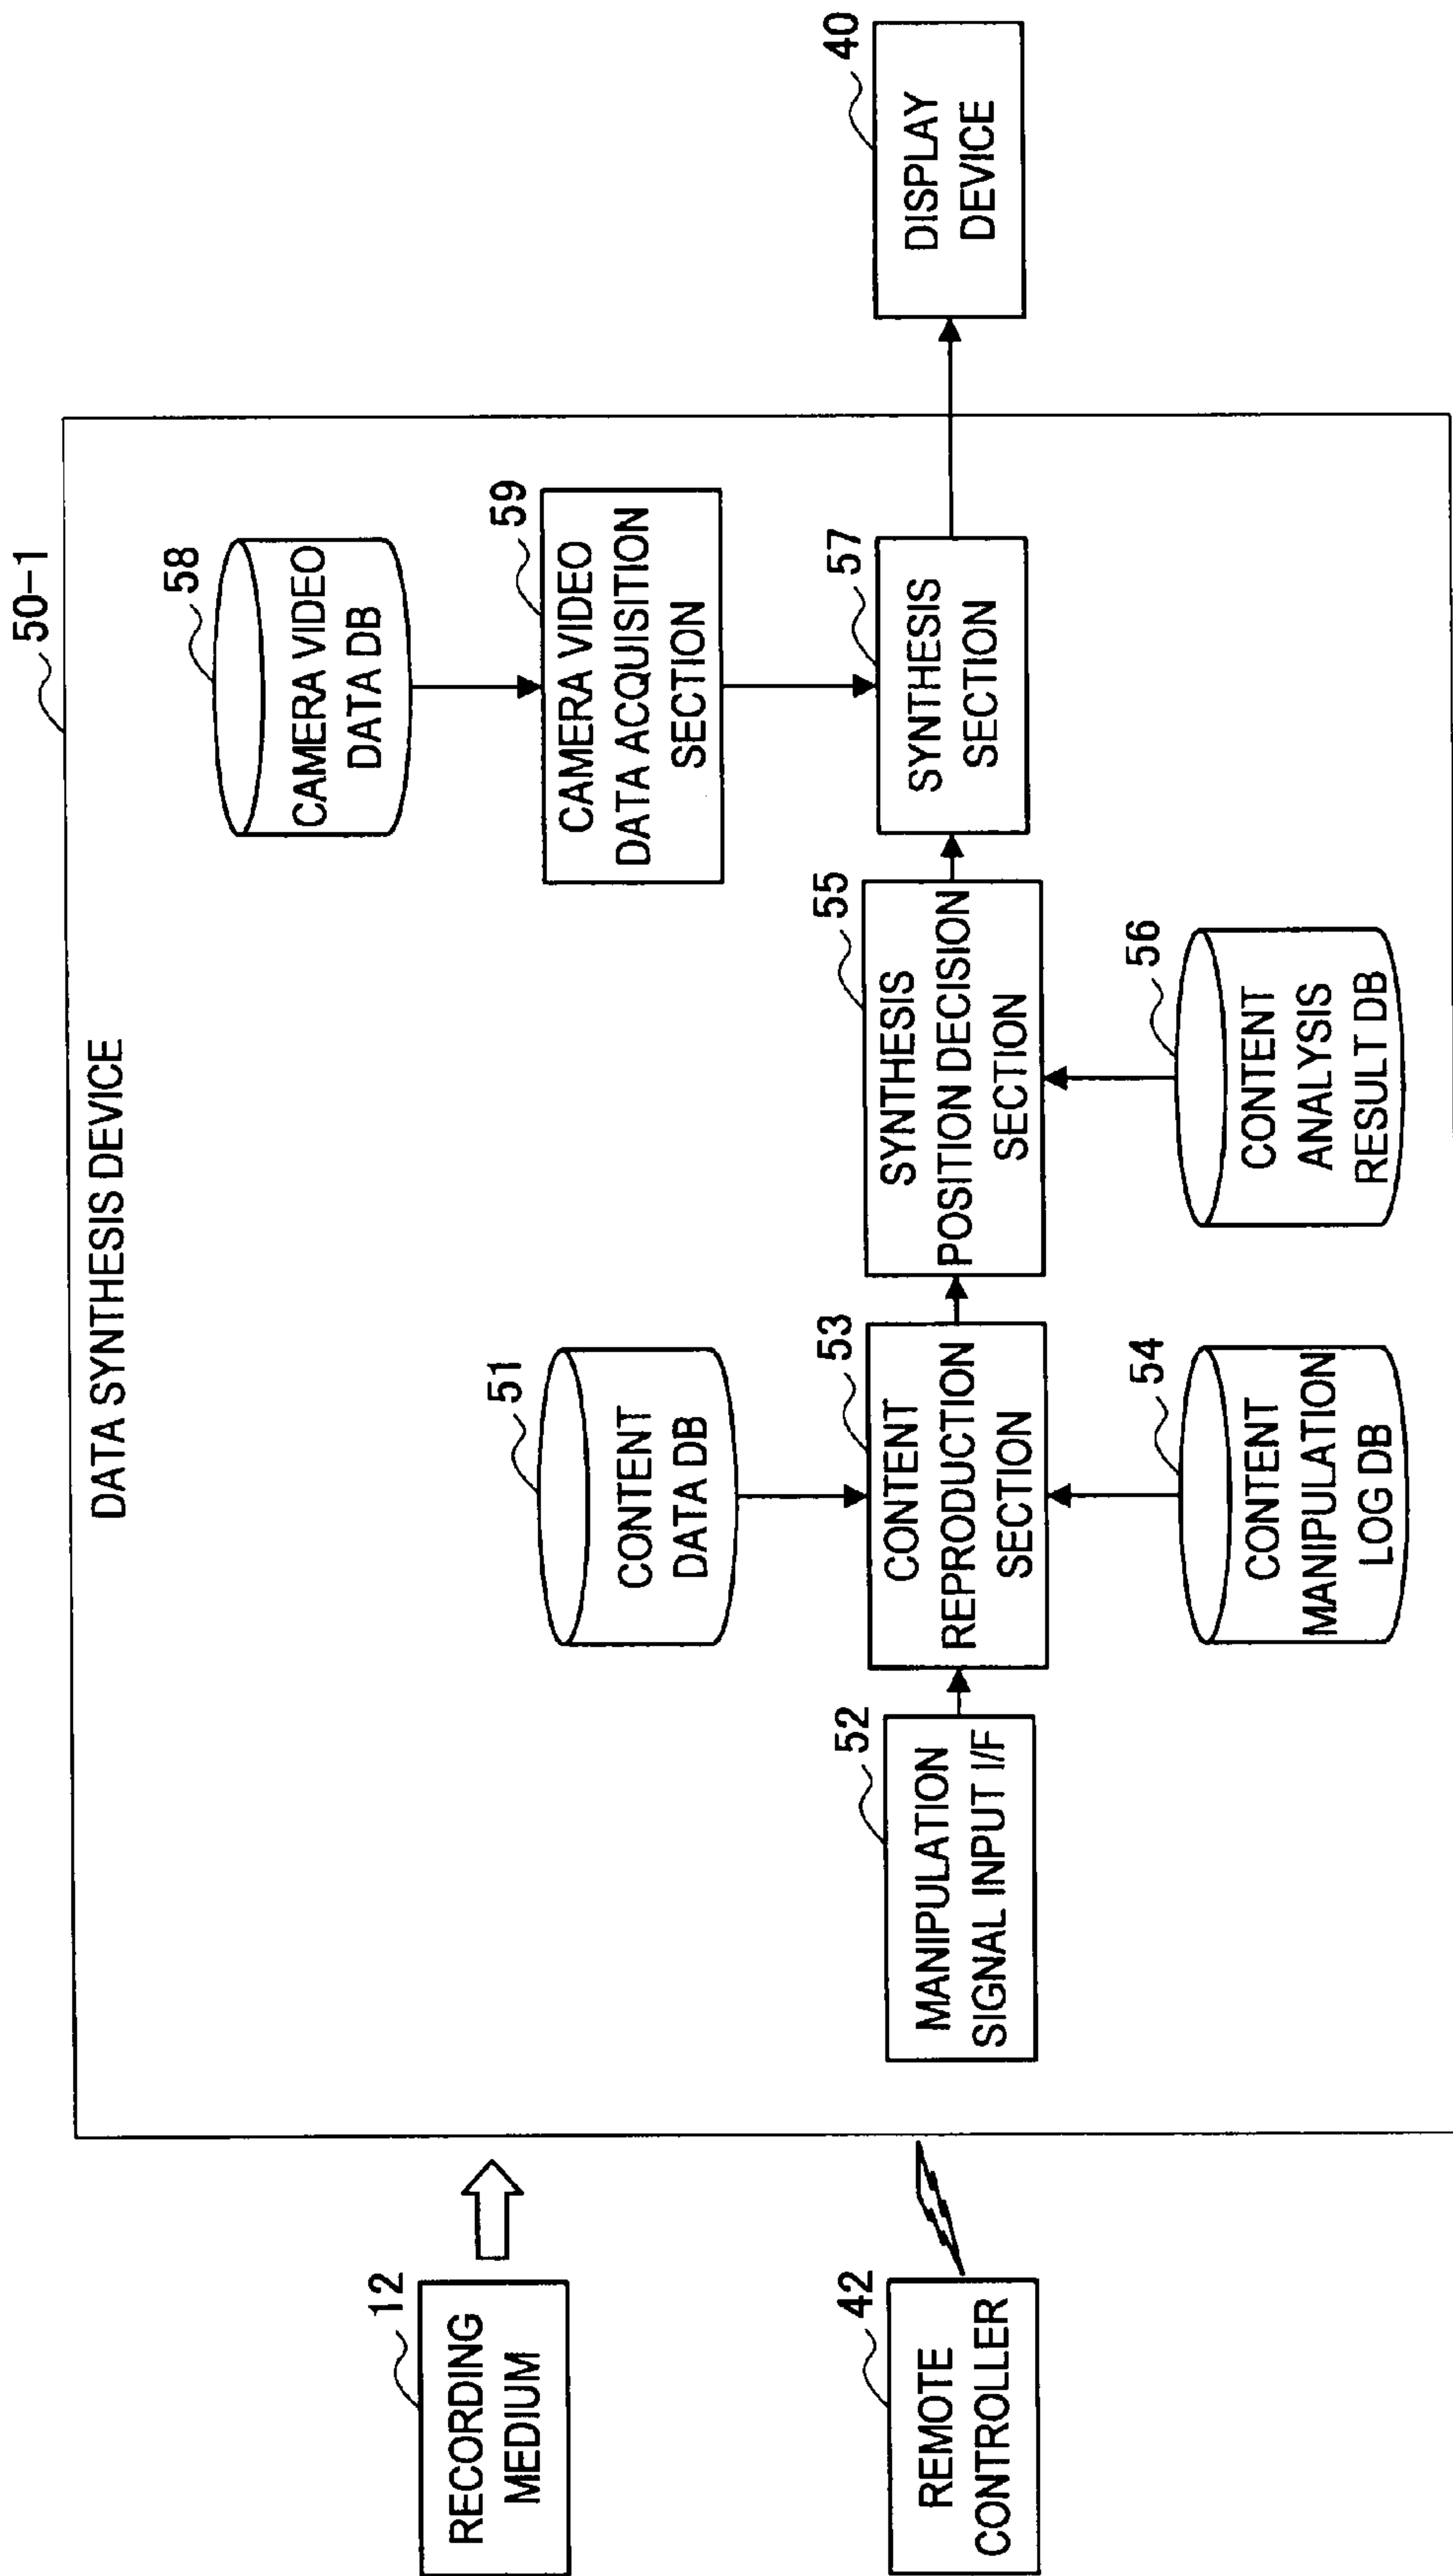 50-1
DATA SYNTHESIS DEVICE
12
RECORDING
MEDIUM
42
REMOTE
CONTROLLER
52
MANIPULATION
SIGNAL INPUT I/F
51
CONTENT
DATA DB
53
CONTENT
REPRODUCTION
SECTION
54
CONTENT
MANIPULATION
LOG DB
55
SYNTHESIS
POSITION DECISION
SECTION
56
CONTENT
ANALYSIS
RESULT DB
58
CAMERA VIDEO
DATA DB
59
CAMERA VIDEO
DATA ACQUISITION
SECTION
57
SYNTHESIS
SECTION
40
DISPLAY
DEVICE